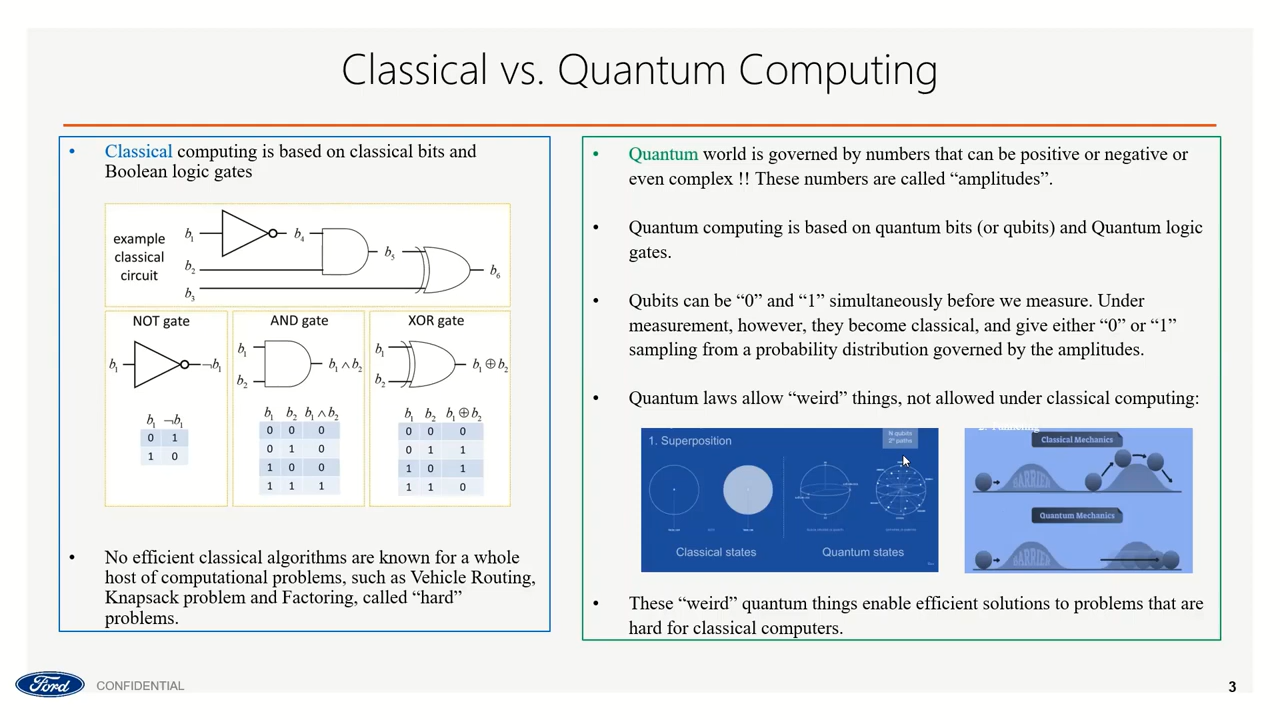 Classical vs. Quantum Computing
• Classical computing is based on classical bits and
Boolean logic gates
example
classical
circuit
b₁
b₂
b₃
b₄
b₅
b₆
NOT gate
b₁
¬b₁
b₁ ¬b₁
0 1
1 0
AND gate
b₁
b₂
b₁ ∧ b₂
b₁ b₂ b₁ ∧ b₂
0 0 0
0 1 0
1 0 0
1 1 1
XOR gate
b₁
b₂
b₁ ⊕ b₂
b₁ b₂ b₁ ⊕ b₂
0 0 0
0 1 1
1 0 1
1 1 0
• No efficient classical algorithms are known for a whole
host of computational problems, such as Vehicle Routing,
Knapsack problem and Factoring, called “hard”
problems.
• Quantum world is governed by numbers that can be positive or negative or
even complex !! These numbers are called “amplitudes”.
• Quantum computing is based on quantum bits (or qubits) and Quantum logic
gates.
• Qubits can be “0” and “1” simultaneously before we measure. Under
measurement, however, they become classical, and give either “0” or “1”
sampling from a probability distribution governed by the amplitudes.
• Quantum laws allow “weird” things, not allowed under classical computing:
1. Superposition
N qubits
2ⁿ paths
Classical states
Quantum states
2. Tunneling
Classical Mechanics
BARRIER
Quantum Mechanics
BARRIER
• These “weird” quantum things enable efficient solutions to problems that are
hard for classical computers.
Ford
CONFIDENTIAL
3